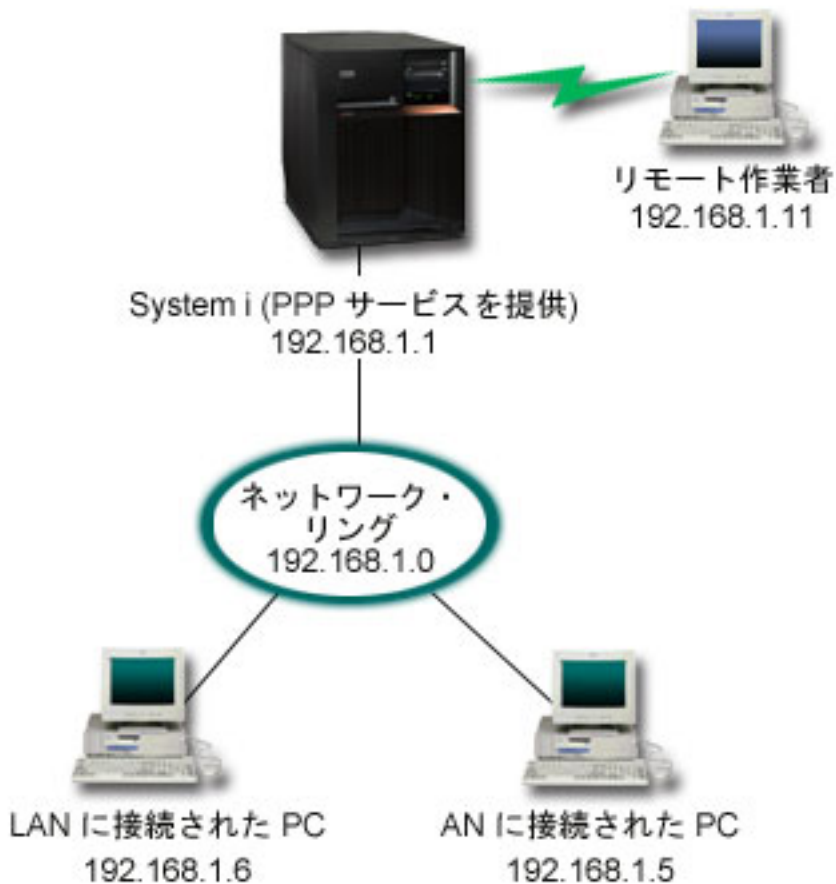 リモート作業者
192.168.1.11
System i (PPP サービスを提供)
192.168.1.1
ネットワーク・
リング
192.168.1.0
LAN に接続された PC
192.168.1.6
AN に接続された PC
192.168.1.5